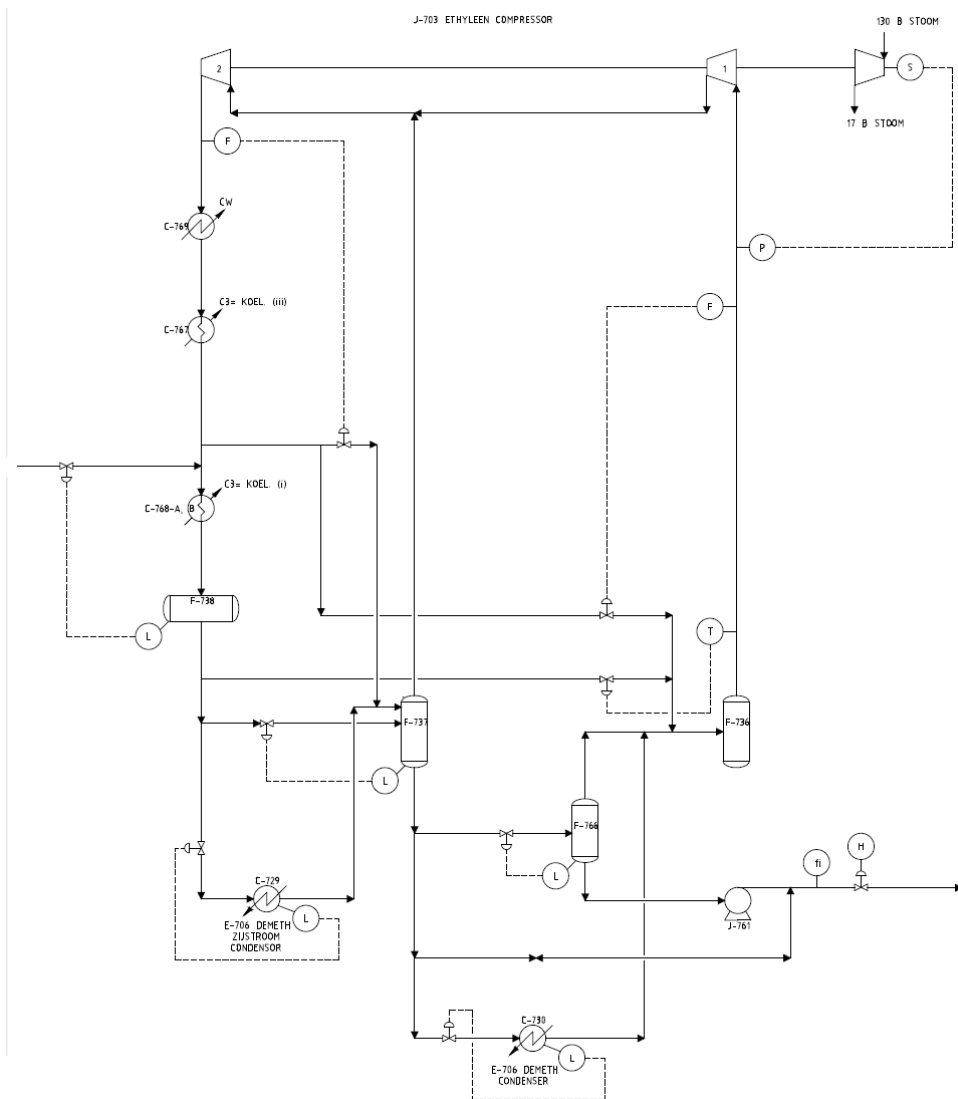 J-703 ETHYLEEN COMPRESSOR
130 B STOOM
2
1
S
17 B STOOM
F
CW
C-769
P
C3= KOEL. (iii)
F
C-767
C3= KOEL. (i)
C-768-A, B
F-738
L
T
F-737
F-736
L
F-766
H
L
fi
C-729
L
J-761
E-706 DEMETH
ZIJSTROOM
CONDENSOR
C-730
L
E-706 DEMETH
CONDENSER